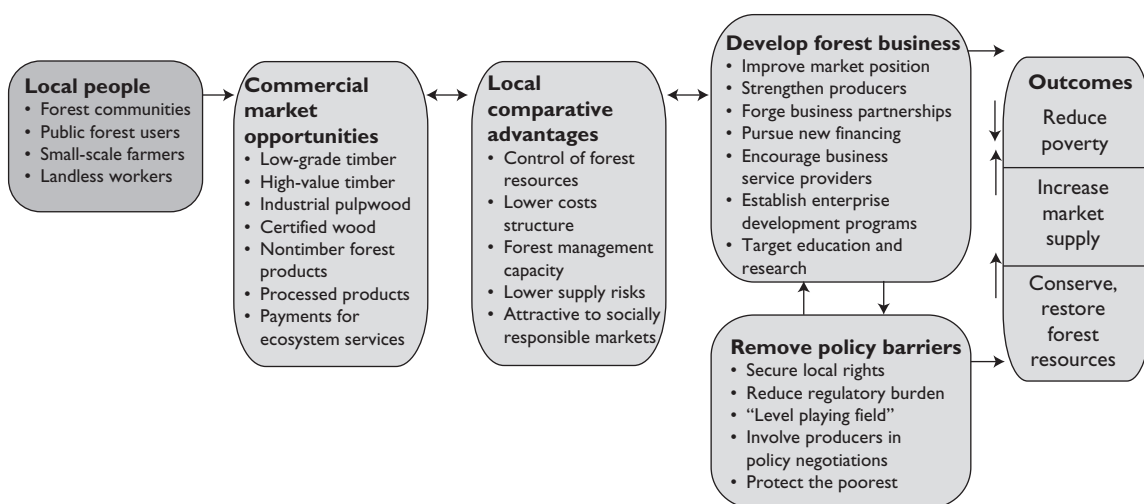 Local people
• Forest communities
• Public forest users
• Small-scale farmers
• Landless workers
Commercial
market
opportunities
• Low-grade timber
• High-value timber
• Industrial pulpwood
• Certified wood
• Nontimber forest
products
• Processed products
• Payments for
ecosystem services
Local
comparative
advantages
• Control of forest
resources
• Lower costs
structure
• Forest management
capacity
• Lower supply risks
• Attractive to socially
responsible markets
Develop forest business
• Improve market position
• Strengthen producers
• Forge business partnerships
• Pursue new financing
• Encourage business
service providers
• Establish enterprise
development programs
• Target education and
research
Remove policy barriers
• Secure local rights
• Reduce regulatory burden
• “Level playing field”
• Involve producers in
policy negotiations
• Protect the poorest
Outcomes
Reduce
poverty
Increase
market
supply
Conserve,
restore
forest
resources